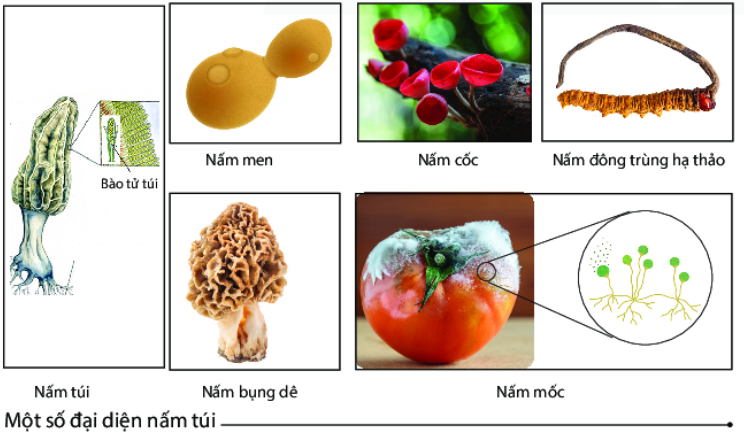 Nấm men
Nấm cốc
Nấm đông trùng hạ thảo
Bào tử túi
Nấm túi
Nấm bụng dê
Nấm mốc
Một số đại diện nấm túi